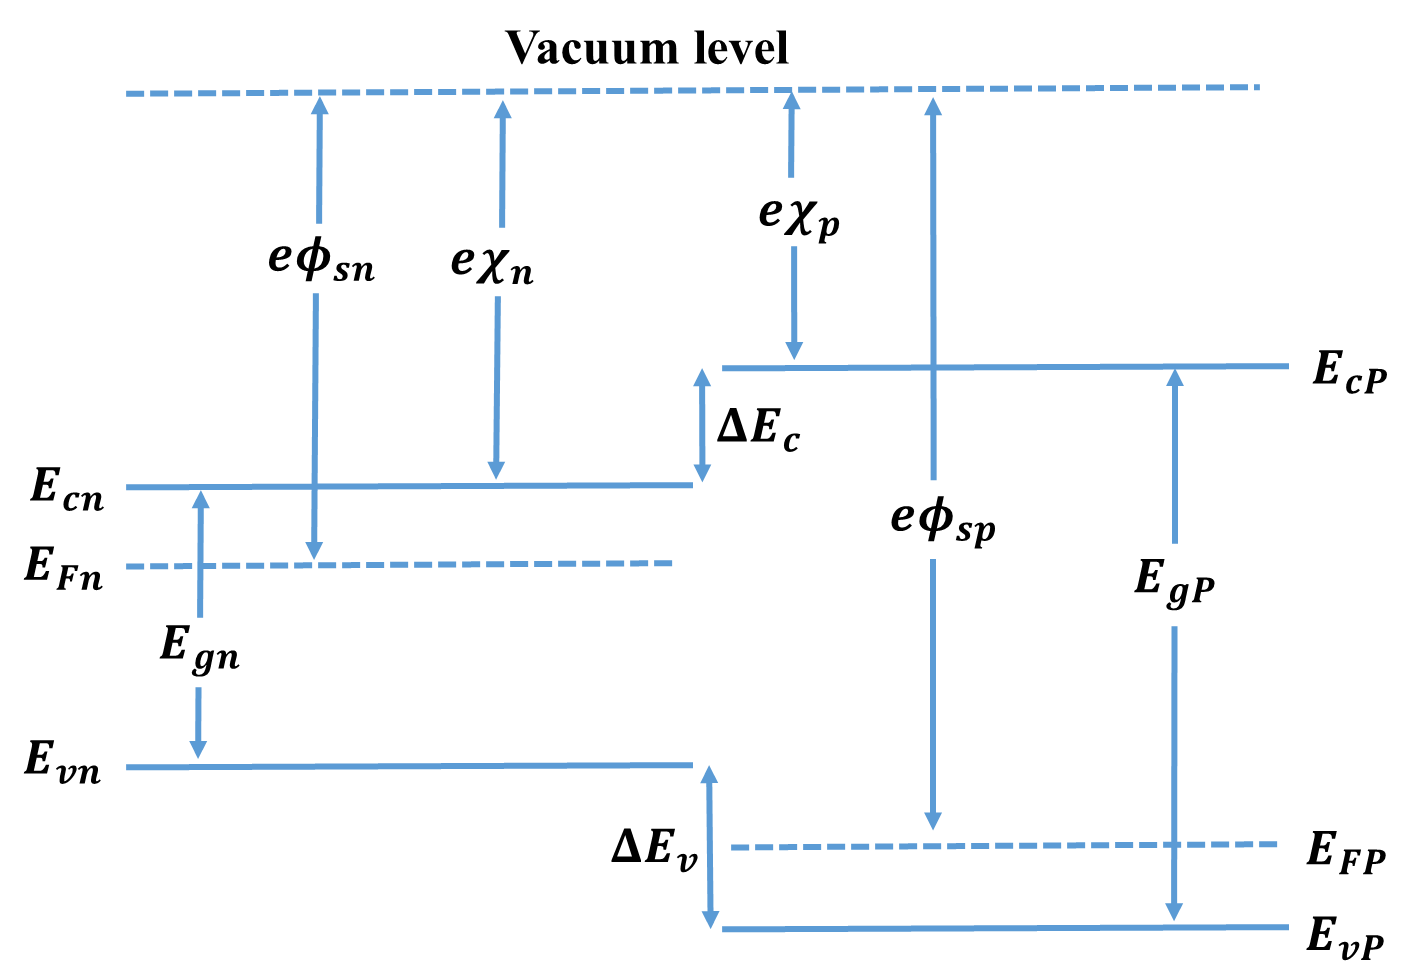 Vacuum level
eϕsn
eχn
eχp
EcP
ΔEc
Ecn
eϕsp
EFn
EgP
Egn
Evn
ΔEv
EFP
EvP